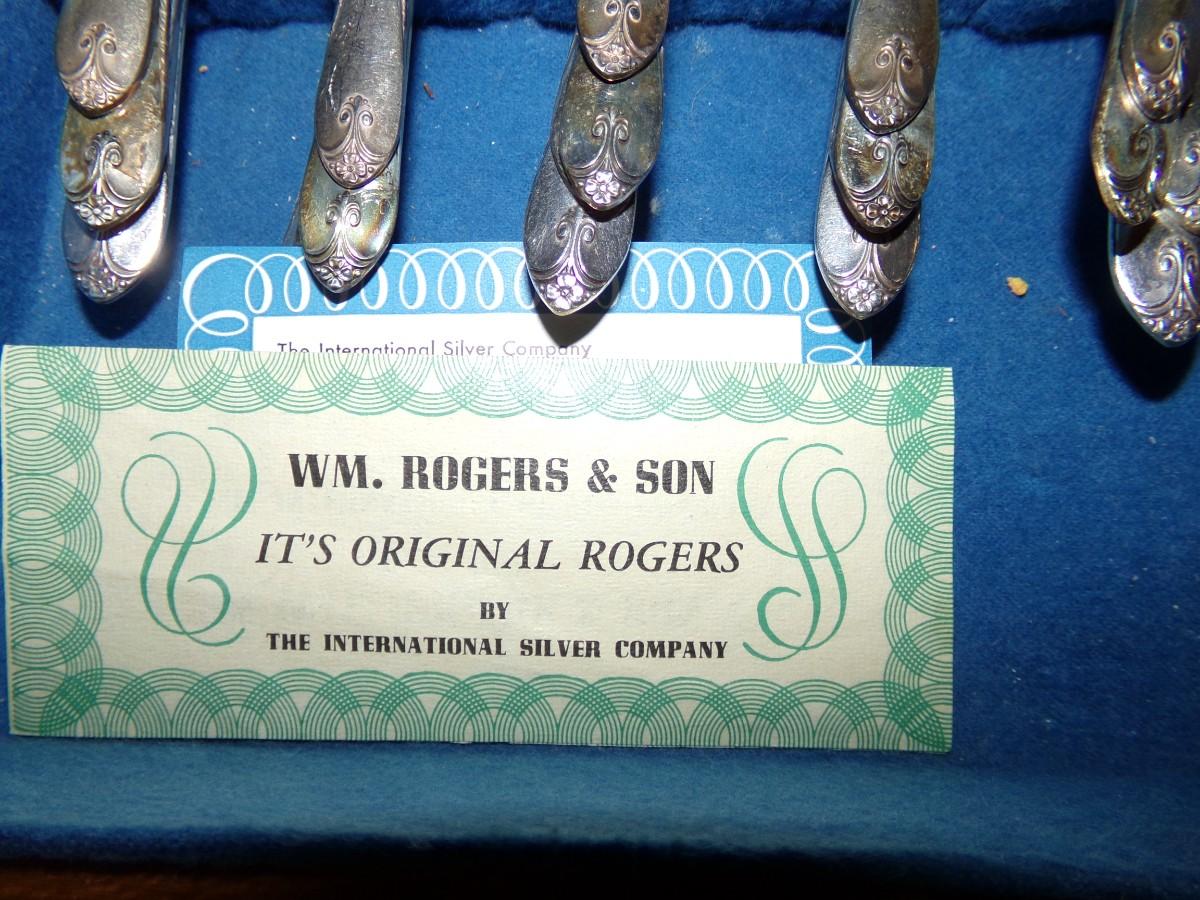 The International Silver Company
WM. ROGERS & SON
IT'S ORIGINAL ROGERS
BY
THE INTERNATIONAL SILVER COMPANY